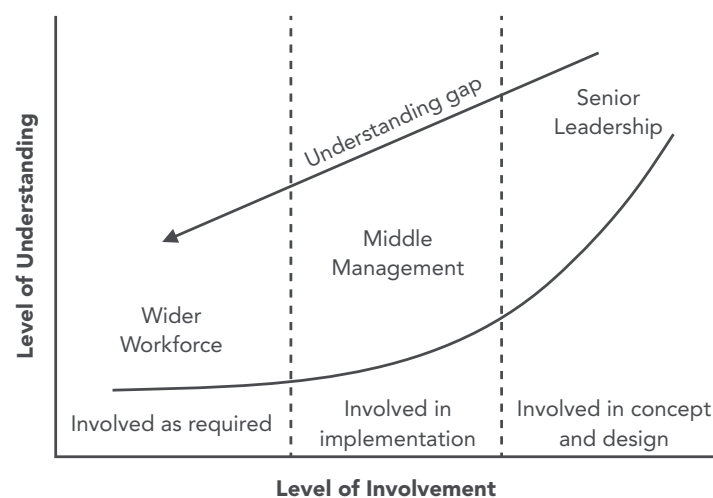 Level of Understanding
Understanding gap
Senior
Leadership
Middle
Management
Wider
Workforce
Involved as required
Involved in
implementation
Involved in concept
and design
Level of Involvement